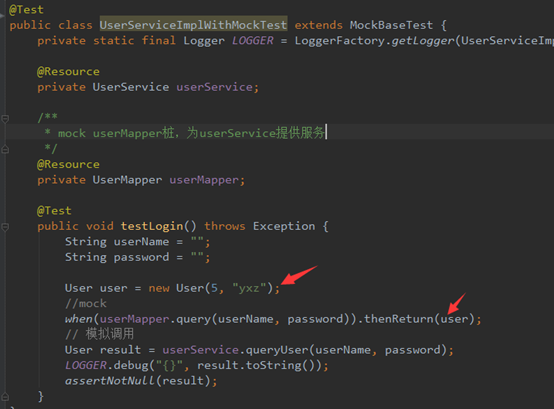 @Test
public class UserServiceImplWithMockTest extends MockBaseTest {
private static final Logger LOGGER = LoggerFactory.getLogger(UserServiceImp
@Resource
private UserService userService;
/**
* mock userMapper桩，为userService提供服务
*/
@Resource
private UserMapper userMapper;
@Test
public void testLogin() throws Exception {
String userName = "";
String password = "";
User user = new User(5, "yxz");
//mock
when(userMapper.query(userName, password)).thenReturn(user);
// 模拟调用
User result = userService.queryUser(userName, password);
LOGGER.debug("{}", result.toString());
assertNotNull(result);
}